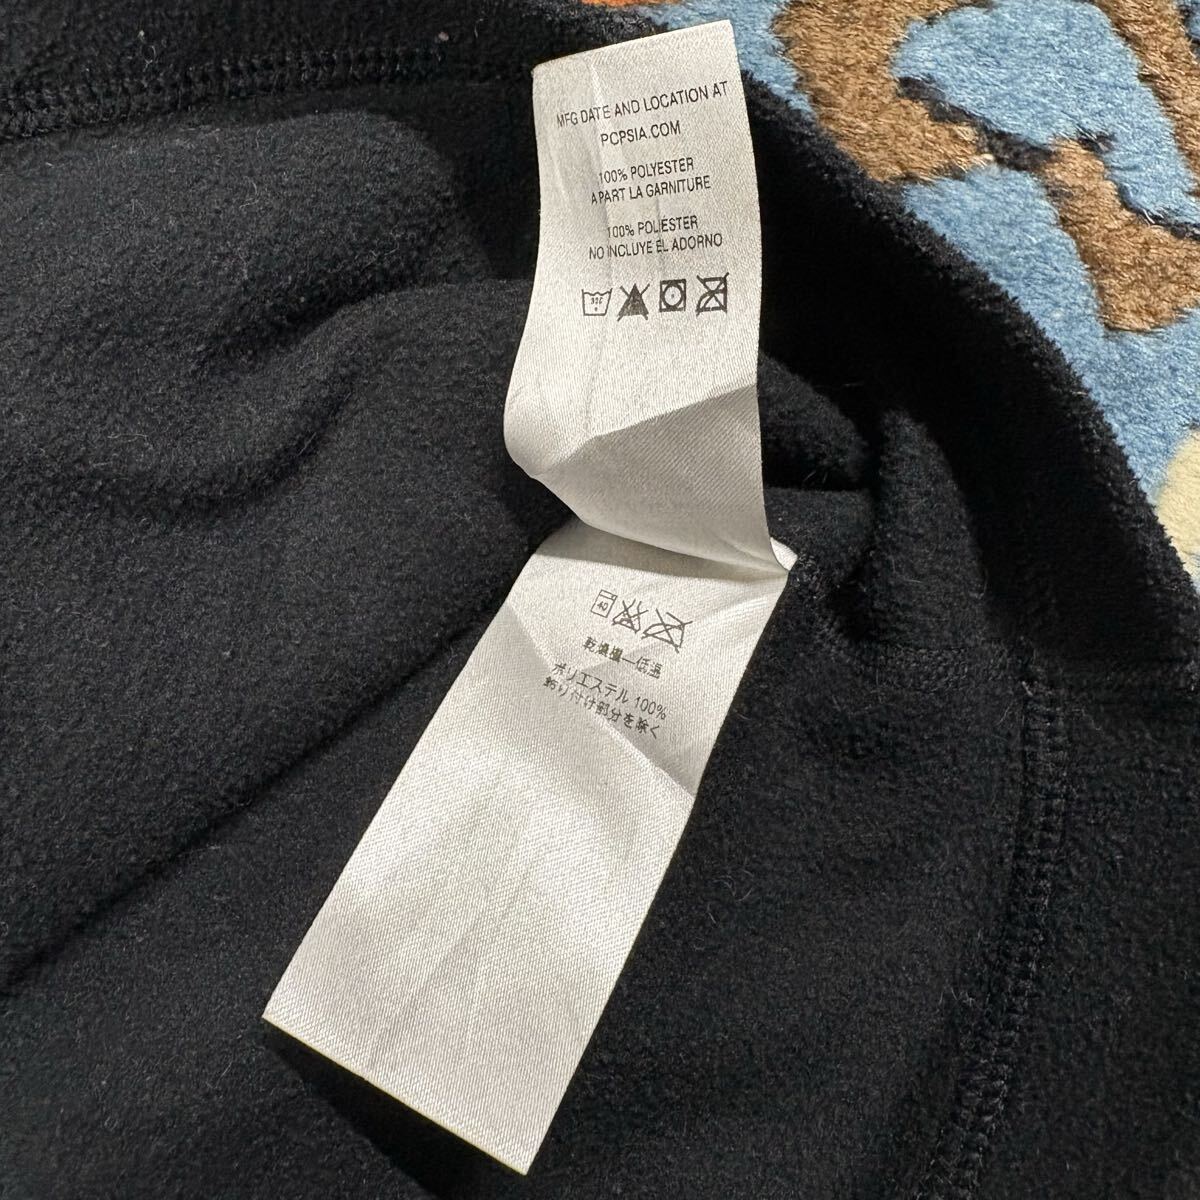 MFG DATE AND LOCATION AT
PCPSIA.COM
100% POLYESTER
A PART LA GARNITURE
100% POLIESTER
NO INCLUYE EL ADORNO
40
乾燥機―低温
ポリエステル 100%
飾り付け部分を除く